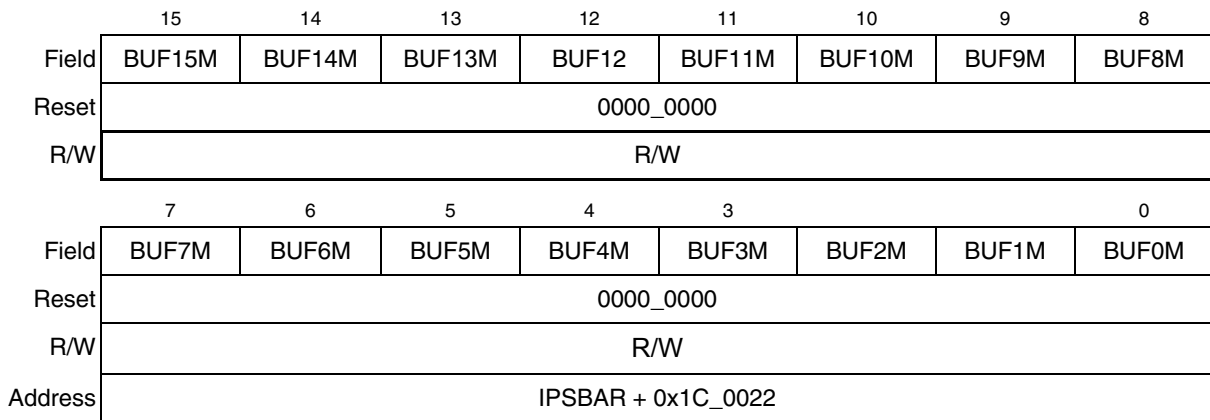 15 14 13 12 11 10 9 8
Field BUF15M BUF14M BUF13M BUF12 BUF11M BUF10M BUF9M BUF8M
Reset 0000_0000
R/W R/W
7 6 5 4 3 0
Field BUF7M BUF6M BUF5M BUF4M BUF3M BUF2M BUF1M BUF0M
Reset 0000_0000
R/W R/W
Address IPSBAR + 0x1C_0022